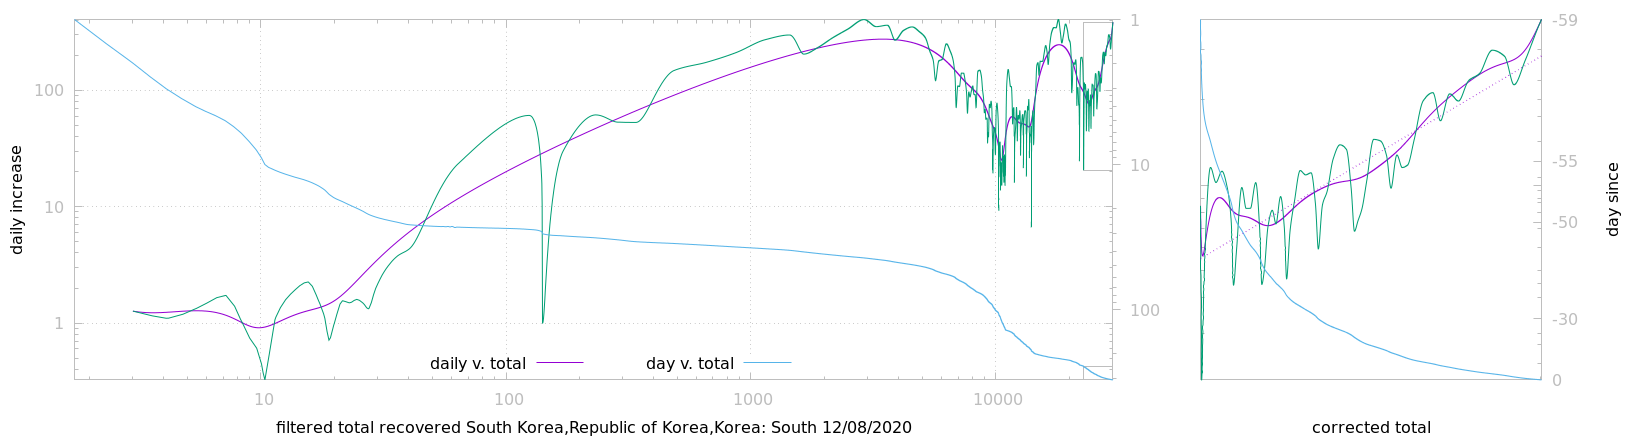 daily increase
100
10
1
daily v. total
day v. total
10
100
1000
10000
1
10
100
filtered total recovered South Korea,Republic of Korea,Korea: South 12/08/2020
-59
-55
-50
-30
0
day since
corrected total